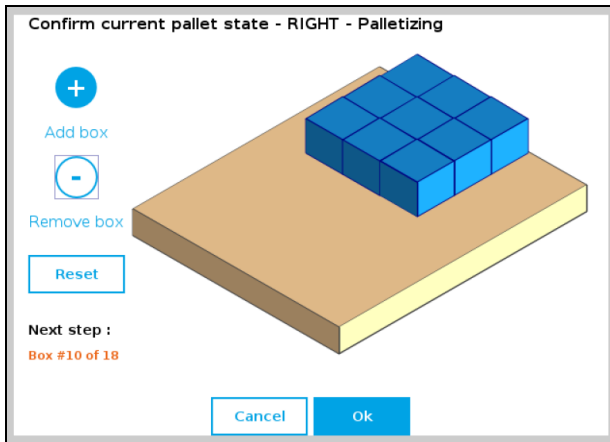 Confirm current pallet state - RIGHT - Palletizing
+
Add box
-
Remove box
Reset
Next step :
Box #10 of 18
Cancel
Ok